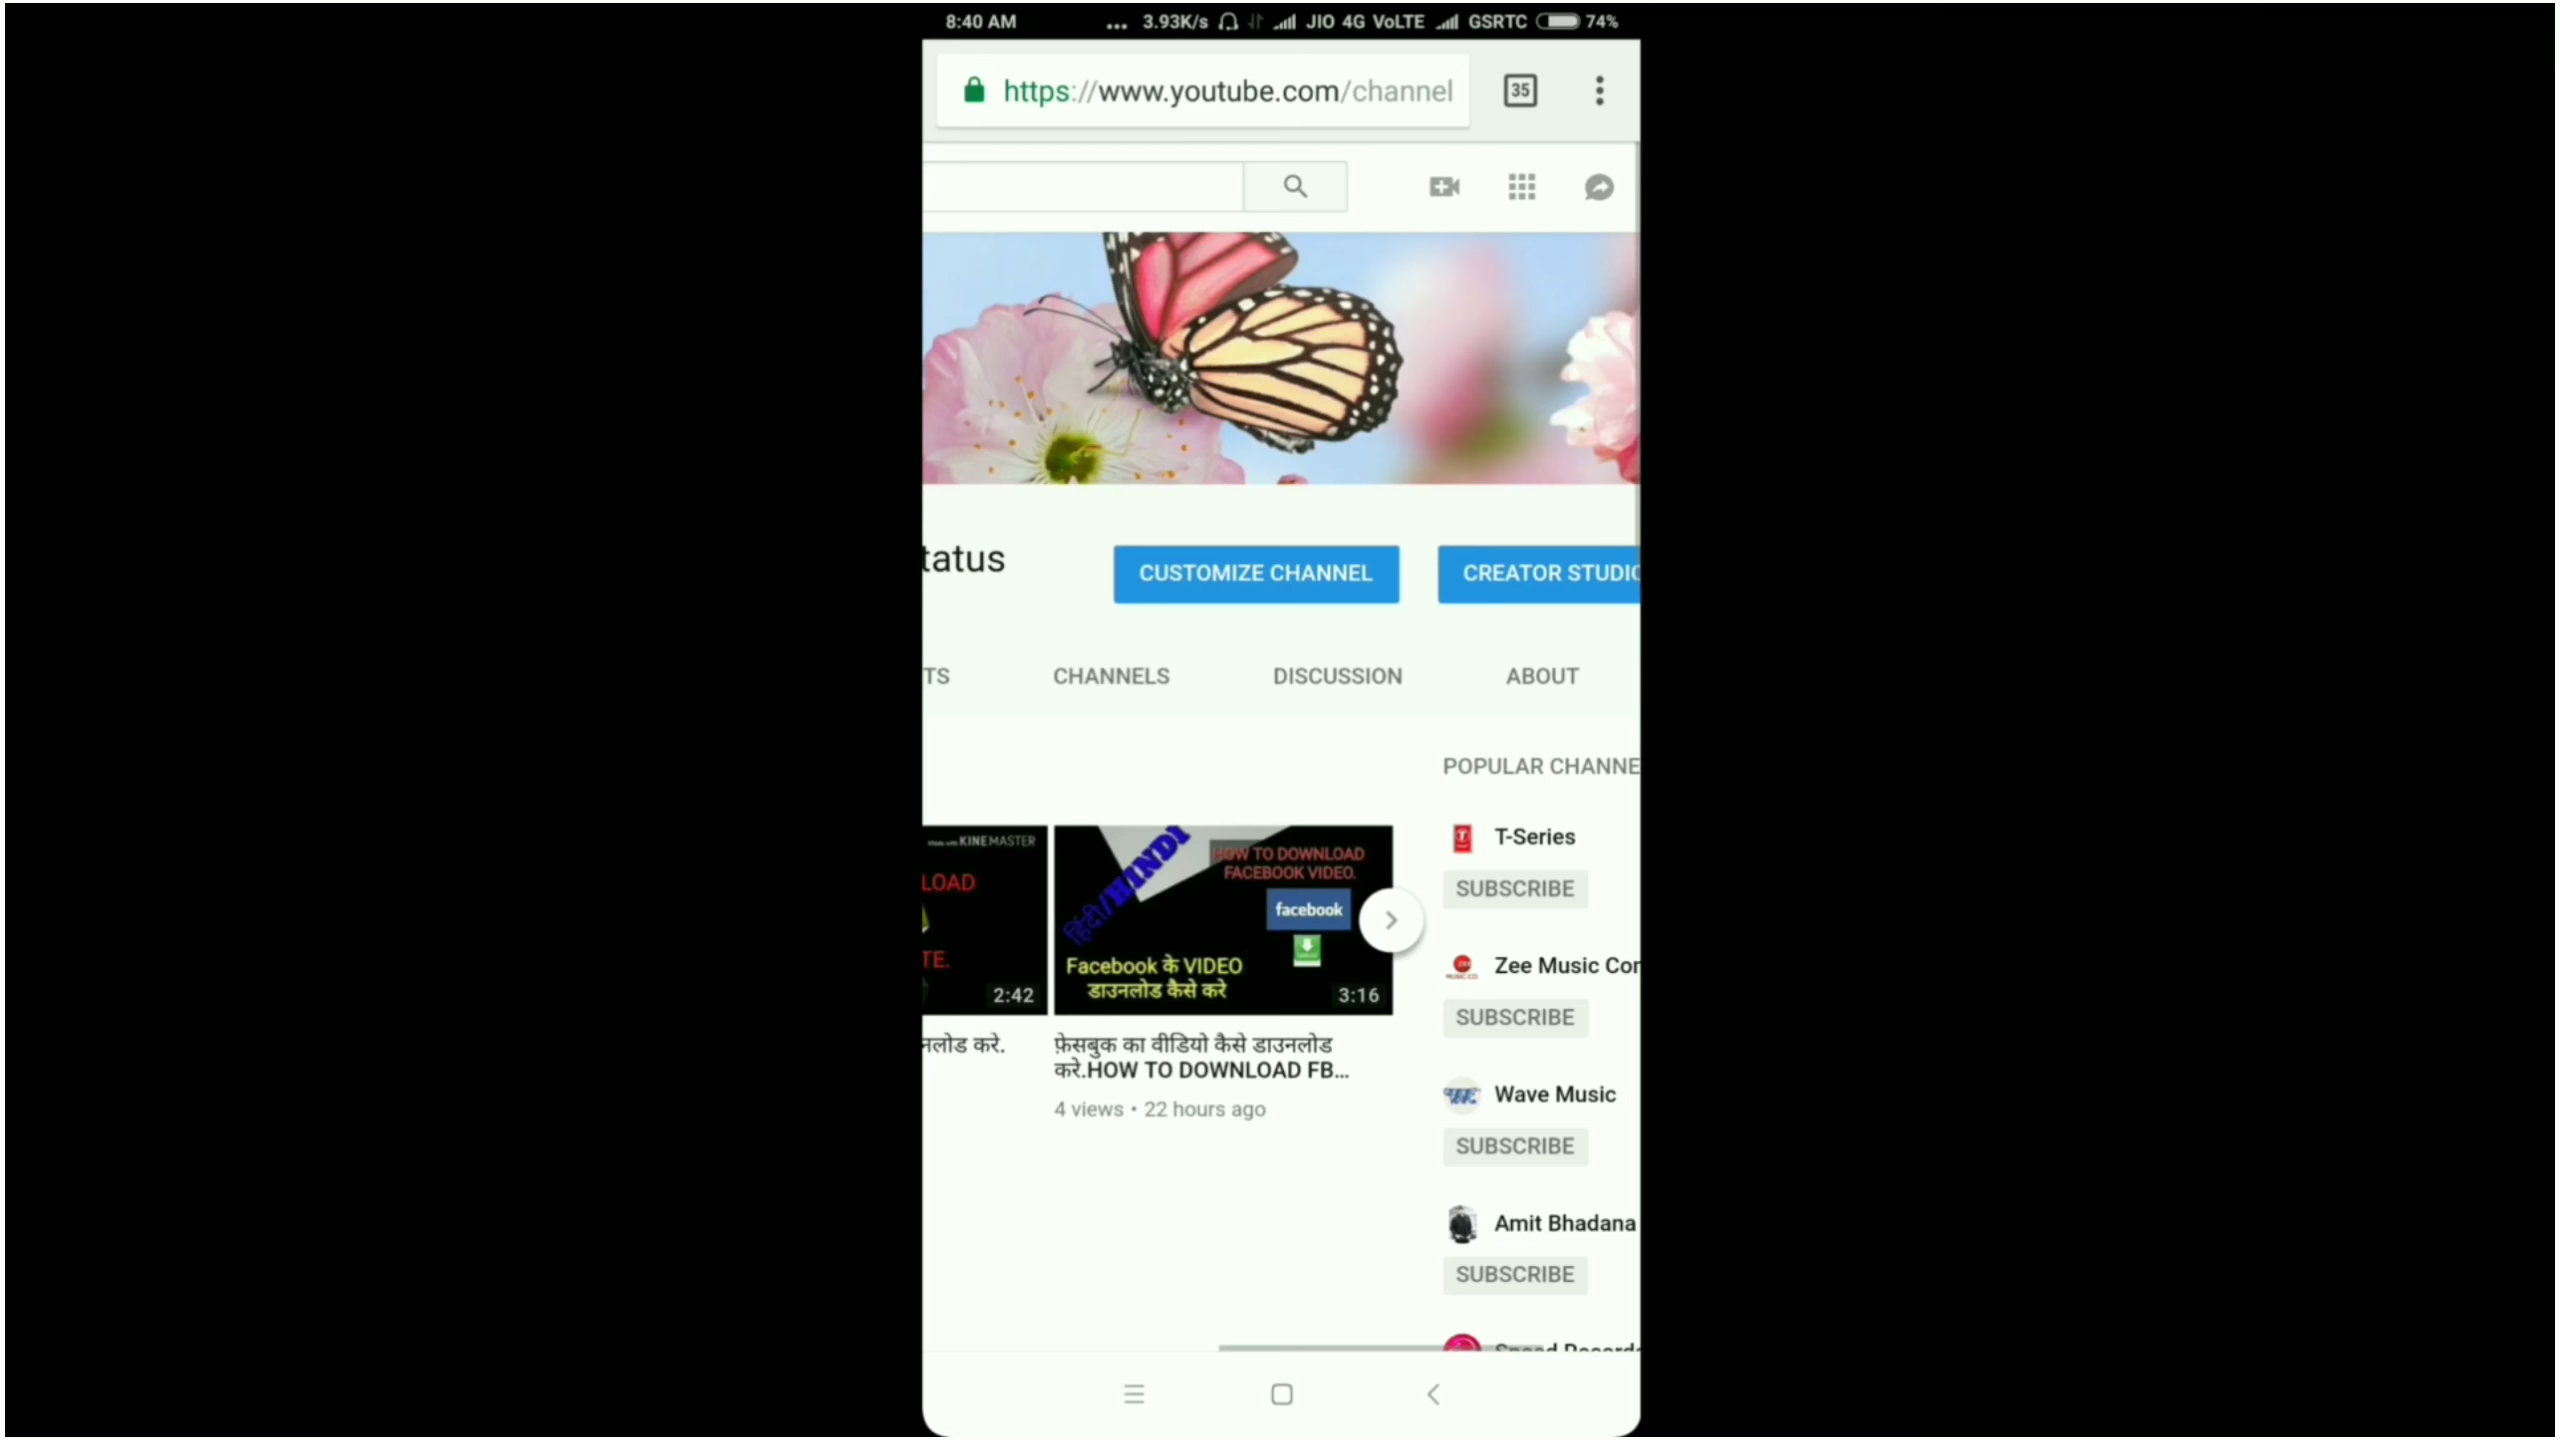 8:40 AM ... 3.93K/s JIO 4G VoLTE GSRTC 74%
https://www.youtube.com/channel
35
tatus
CUSTOMIZE CHANNEL
CREATOR STUDIO
TS CHANNELS DISCUSSION ABOUT
POPULAR CHANNE
Made with KINEMASTER
LOAD
TE.
2:42
नलोड करे.
हिंदी/HINDI
HOW TO DOWNLOAD
FACEBOOK VIDEO.
facebook
Facebook के VIDEO
डाउनलोड कैसे करे
3:16
फ़ेसबुक का वीडियो कैसे डाउनलोड
करे.HOW TO DOWNLOAD FB...
4 views • 22 hours ago
T-Series
SUBSCRIBE
Zee Music Cor
SUBSCRIBE
Wave Music
SUBSCRIBE
Amit Bhadana
SUBSCRIBE